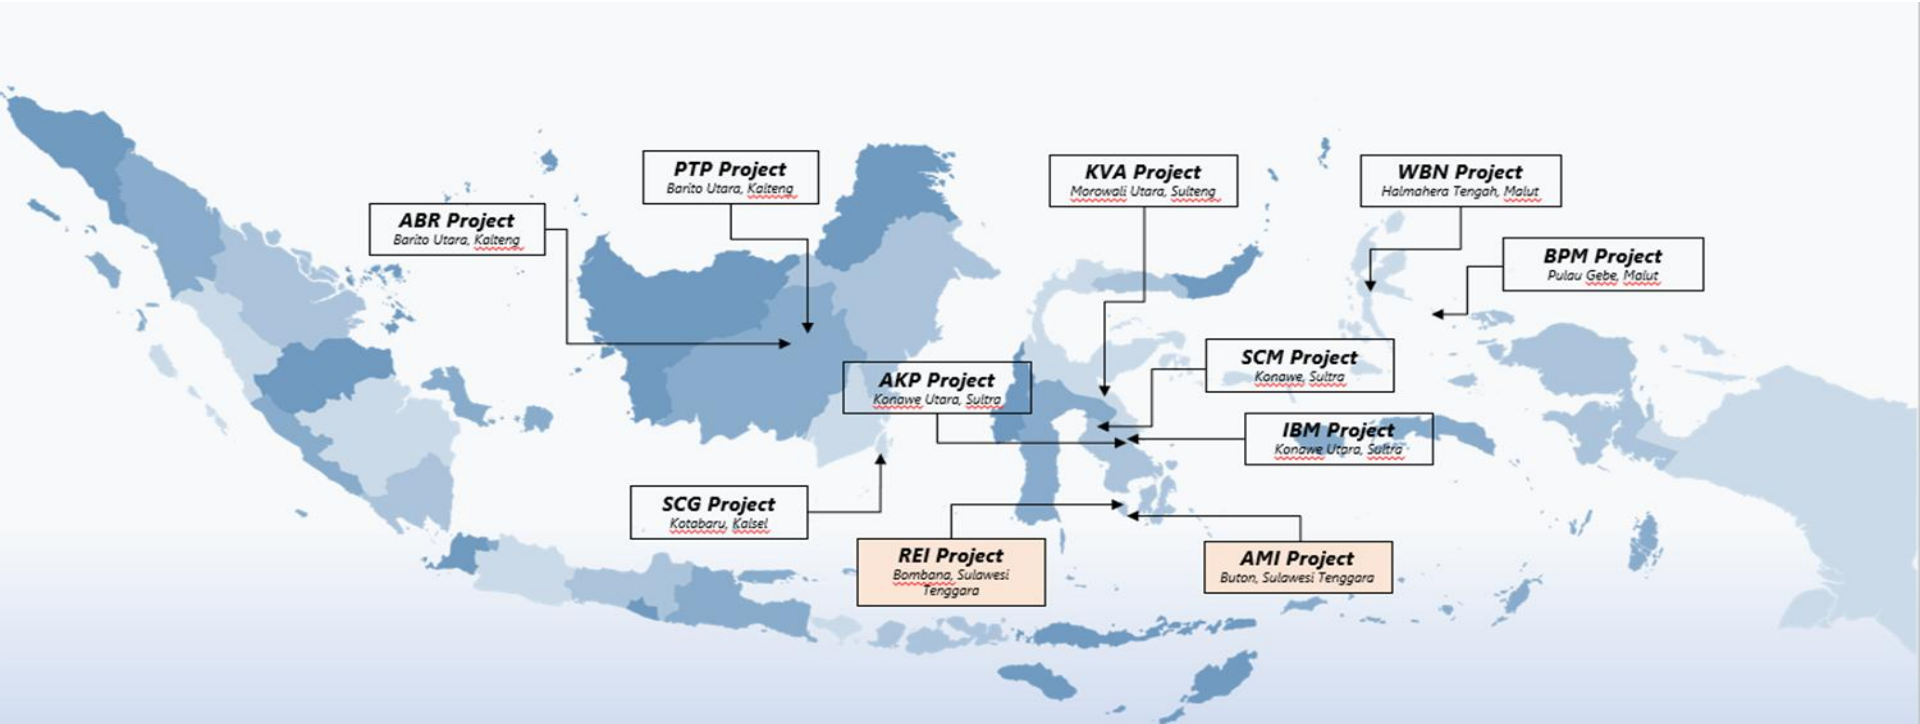 PTP Project
Barito Utara, Kalteng
KVA Project
Morowali Utara, Sulteng
WBN Project
Halmahera Tengah, Malut
ABR Project
Barito Utara, Kalteng
BPM Project
Pulau Gebe, Malut
SCM Project
Konawe, Sultra
AKP Project
Konawe Utara, Sultra
IBM Project
Konawe Utara, Sultra
SCG Project
Kotabaru, Kalsel
REI Project
Bombana, Sulawesi
Tenggara
AMI Project
Buton, Sulawesi Tenggara